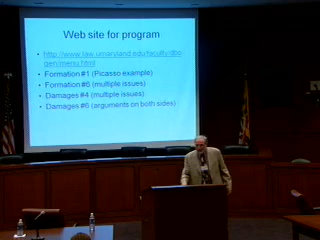 Web site for program
• http://www.law.umaryland.edu/faculty/dbo
gen/menu.html
• Formation #1 (Picasso example)
• Formation #6 (multiple issues)
• Damages #4 (multiple issues)
• Damages #6 (arguments on both sides)